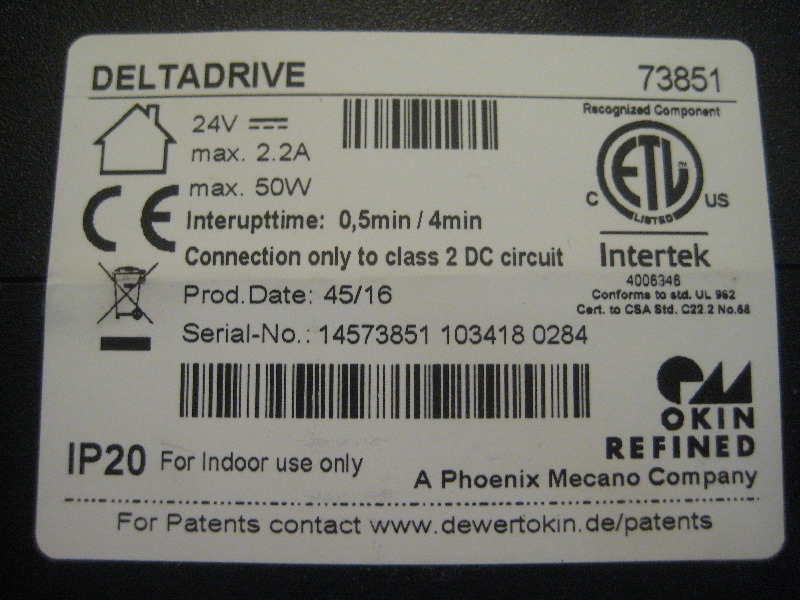 DELTADRIVE 73851
24V
max. 2.2A
max. 50W
CE
Interupttime: 0,5min / 4min
Connection only to class 2 DC circuit
Prod.Date: 45/16
Serial-No.: 14573851 103418 0284
Recognized Component
ETL
C US
LISTED
Intertek
4006346
Conforms to std. UL 962
Cert. to CSA Std. C22.2 No.68
OKIN
REFINED
IP20 For Indoor use only
A Phoenix Mecano Company
For Patents contact www.dewertokin.de/patents